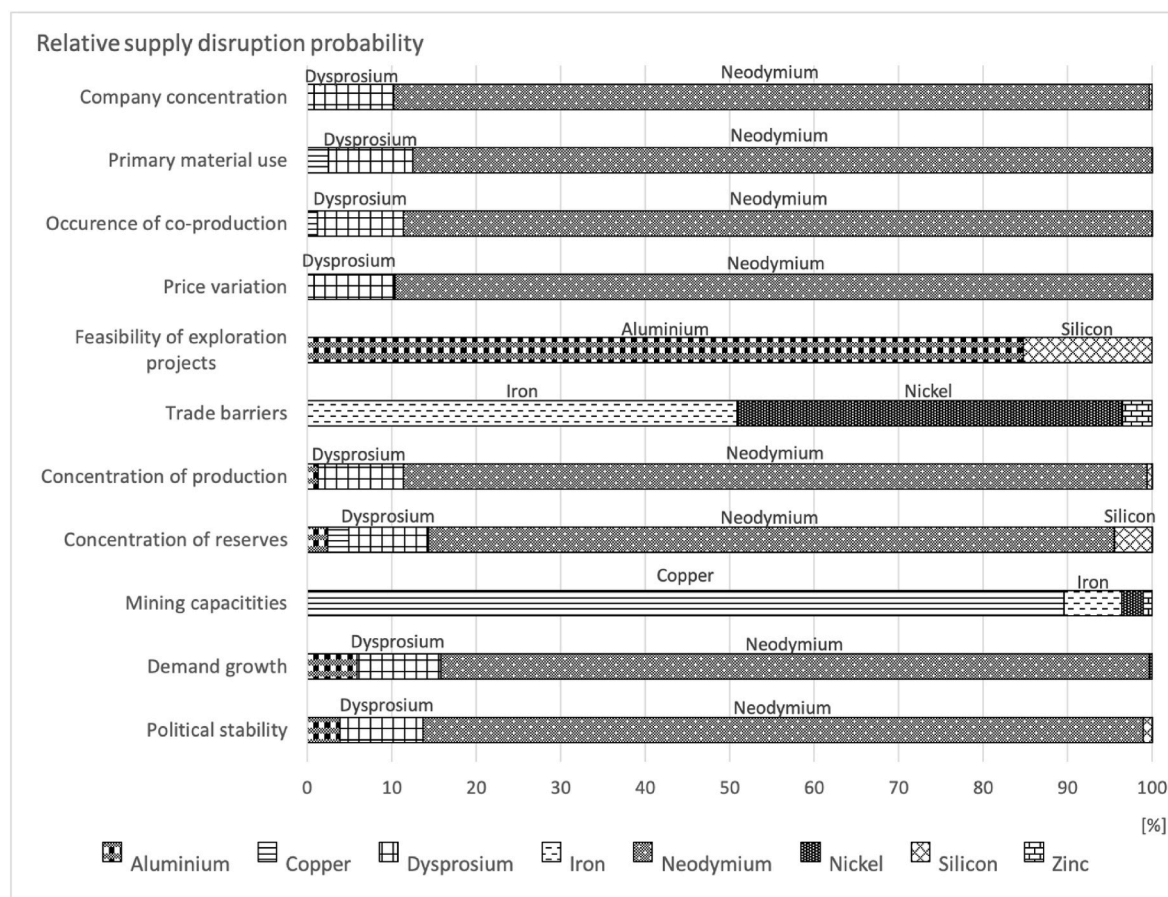 Relative supply disruption probability
Dysprosium Neodymium
Company concentration
Dysprosium Neodymium
Primary material use
Dysprosium Neodymium
Occurence of co-production
Dysprosium Neodymium
Price variation
Aluminium Silicon
Feasibility of exploration
projects
Iron Nickel
Trade barriers
Dysprosium Neodymium
Concentration of production
Dysprosium Neodymium Silicon
Concentration of reserves
Copper Iron
Mining capacitities
Dysprosium Neodymium
Demand growth
Dysprosium Neodymium
Political stability
0 10 20 30 40 50 60 70 80 90 100
[%]
Aluminium Copper Dysprosium Iron Neodymium Nickel Silicon Zinc